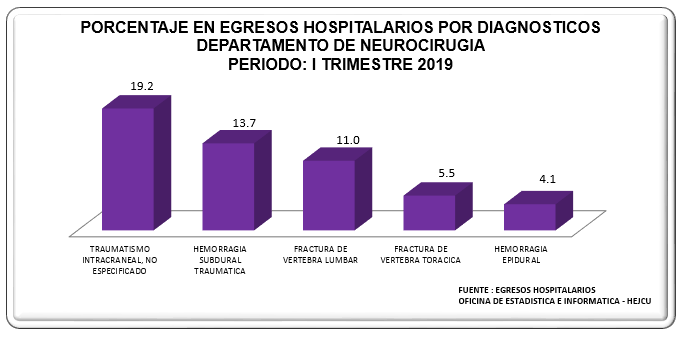 PORCENTAJE EN EGRESOS HOSPITALARIOS POR DIAGNOSTICOS
DEPARTAMENTO DE NEUROCIRUGIA
PERIODO: I TRIMESTRE 2019
19.2
13.7
11.0
5.5
4.1
TRAUMATISMO
INTRACRANEAL, NO
ESPECIFICADO
HEMORRAGIA
SUBDURAL
TRAUMATICA
FRACTURA DE
VERTEBRA LUMBAR
FRACTURA DE
VERTEBRA TORACICA
HEMORRAGIA
EPIDURAL
FUENTE : EGRESOS HOSPITALARIOS
OFICINA DE ESTADISTICA E INFORMATICA - HEJCU